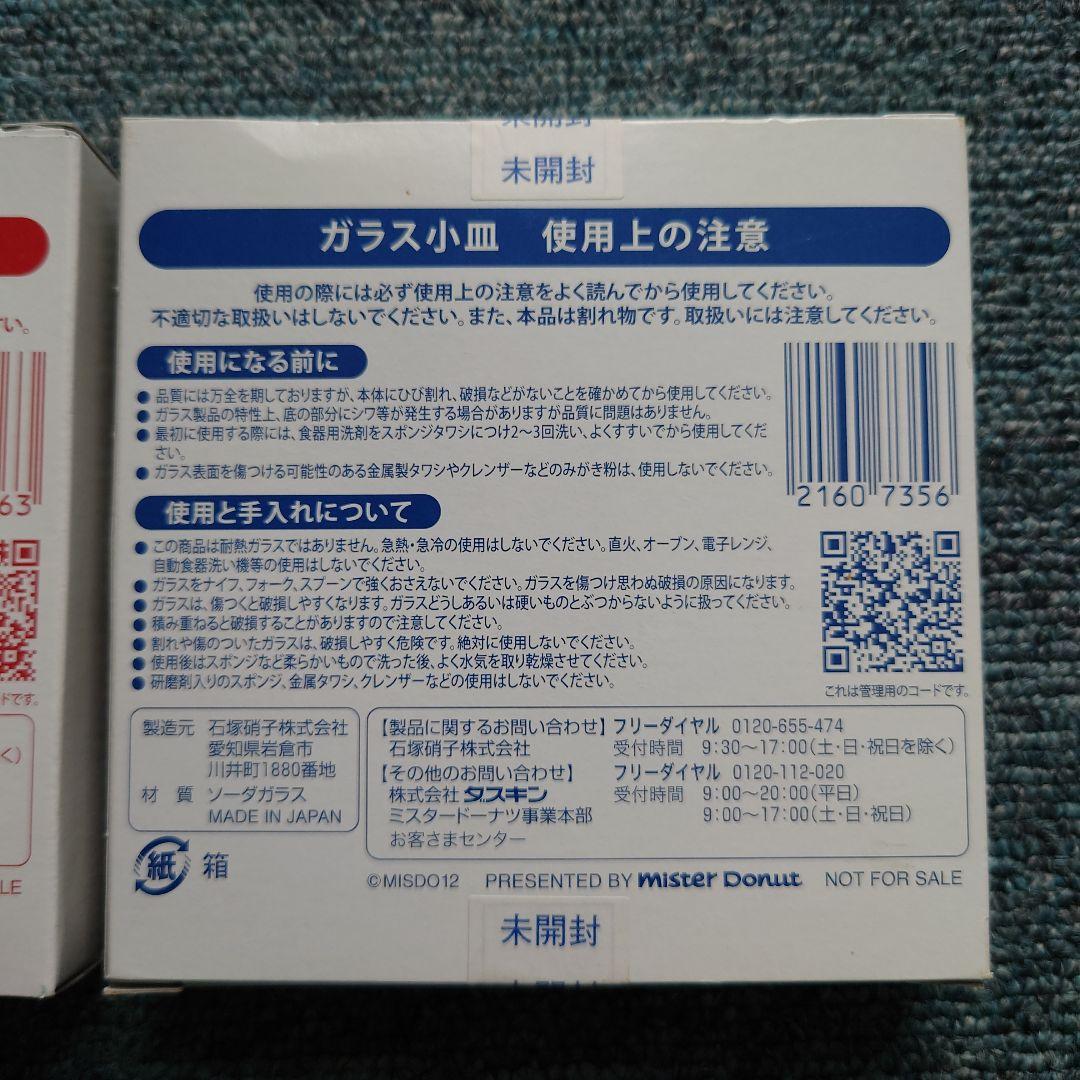 未開封
未開封
ガラス小皿 使用上の注意
使用の際には必ず使用上の注意をよく読んでから使用してください。
不適切な取扱いはしないでください。また、本品は割れ物です。取扱いには注意してください。
使用になる前に
● 品質には万全を期しておりますが、本体にひび割れ、破損などがないことを確かめてから使用してください。
● ガラス製品の特性上、底の部分にシワ等が発生する場合がありますが品質に問題はありません。
● 最初に使用する際には、食器用洗剤をスポンジタワシにつけ2〜3回洗い、よくすすいでから使用してくだ
さい。
● ガラス表面を傷つける可能性のある金属製タワシやクレンザーなどのみがき粉は、使用しないでください。
2160 7356
使用と手入れについて
● この商品は耐熱ガラスではありません。急熱・急冷の使用はしないでください。直火、オーブン、電子レンジ、
自動食器洗い機等の使用はしないでください。
● ガラスをナイフ、フォーク、スプーンで強くおさえないでください。ガラスを傷つけ思わぬ破損の原因になります。
● ガラスは、傷つくと破損しやすくなります。ガラスどうしあるいは硬いものとぶつからないように扱ってください。
● 積み重ねると破損することがありますので注意してください。
● 割れや傷のついたガラスは、破損しやすく危険です。絶対に使用しないでください。
● 使用後はスポンジなど柔らかいもので洗った後、よく水気を取り乾燥させてください。
● 研磨剤入りのスポンジ、金属タワシ、クレンザーなどの使用はしないでください。
これは管理用のコードです。
製造元 石塚硝子株式会社
愛知県岩倉市
川井町1880番地
材 質 ソーダガラス
MADE IN JAPAN
【製品に関するお問い合わせ】フリーダイヤル 0120-655-474
石塚硝子株式会社 受付時間 9:30〜17:00(土・日・祝日を除く)
【その他のお問い合わせ】 フリーダイヤル 0120-112-020
株式会社 ダスキン 受付時間 9:00〜20:00(平日)
ミスタードーナツ事業本部 9:00〜17:00(土・日・祝日)
お客さまセンター
紙 箱
©MISDO12 PRESENTED BY mister Donut NOT FOR SALE
未開封
い。
63
ドです。
く)
LE